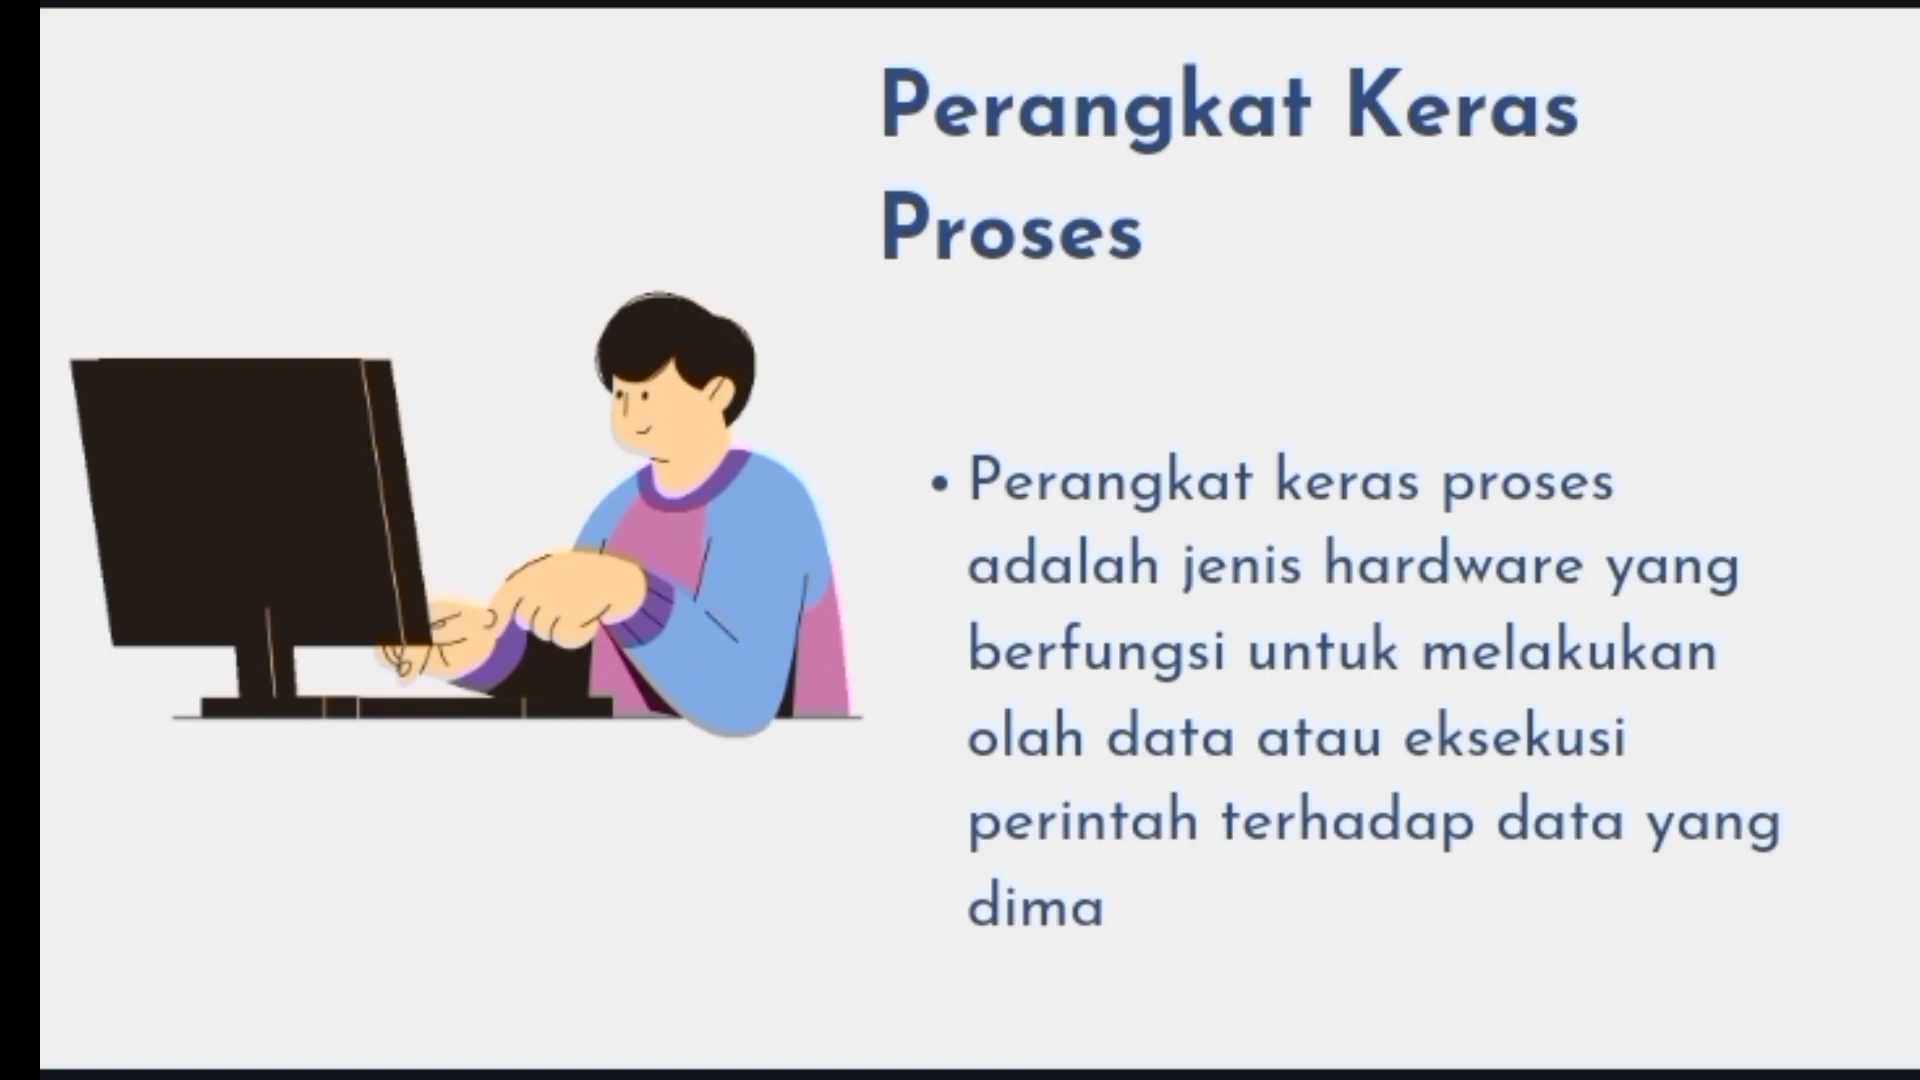 Perangkat Keras
Proses
• Perangkat keras proses
adalah jenis hardware yang
berfungsi untuk melakukan
olah data atau eksekusi
perintah terhadap data yang
dima